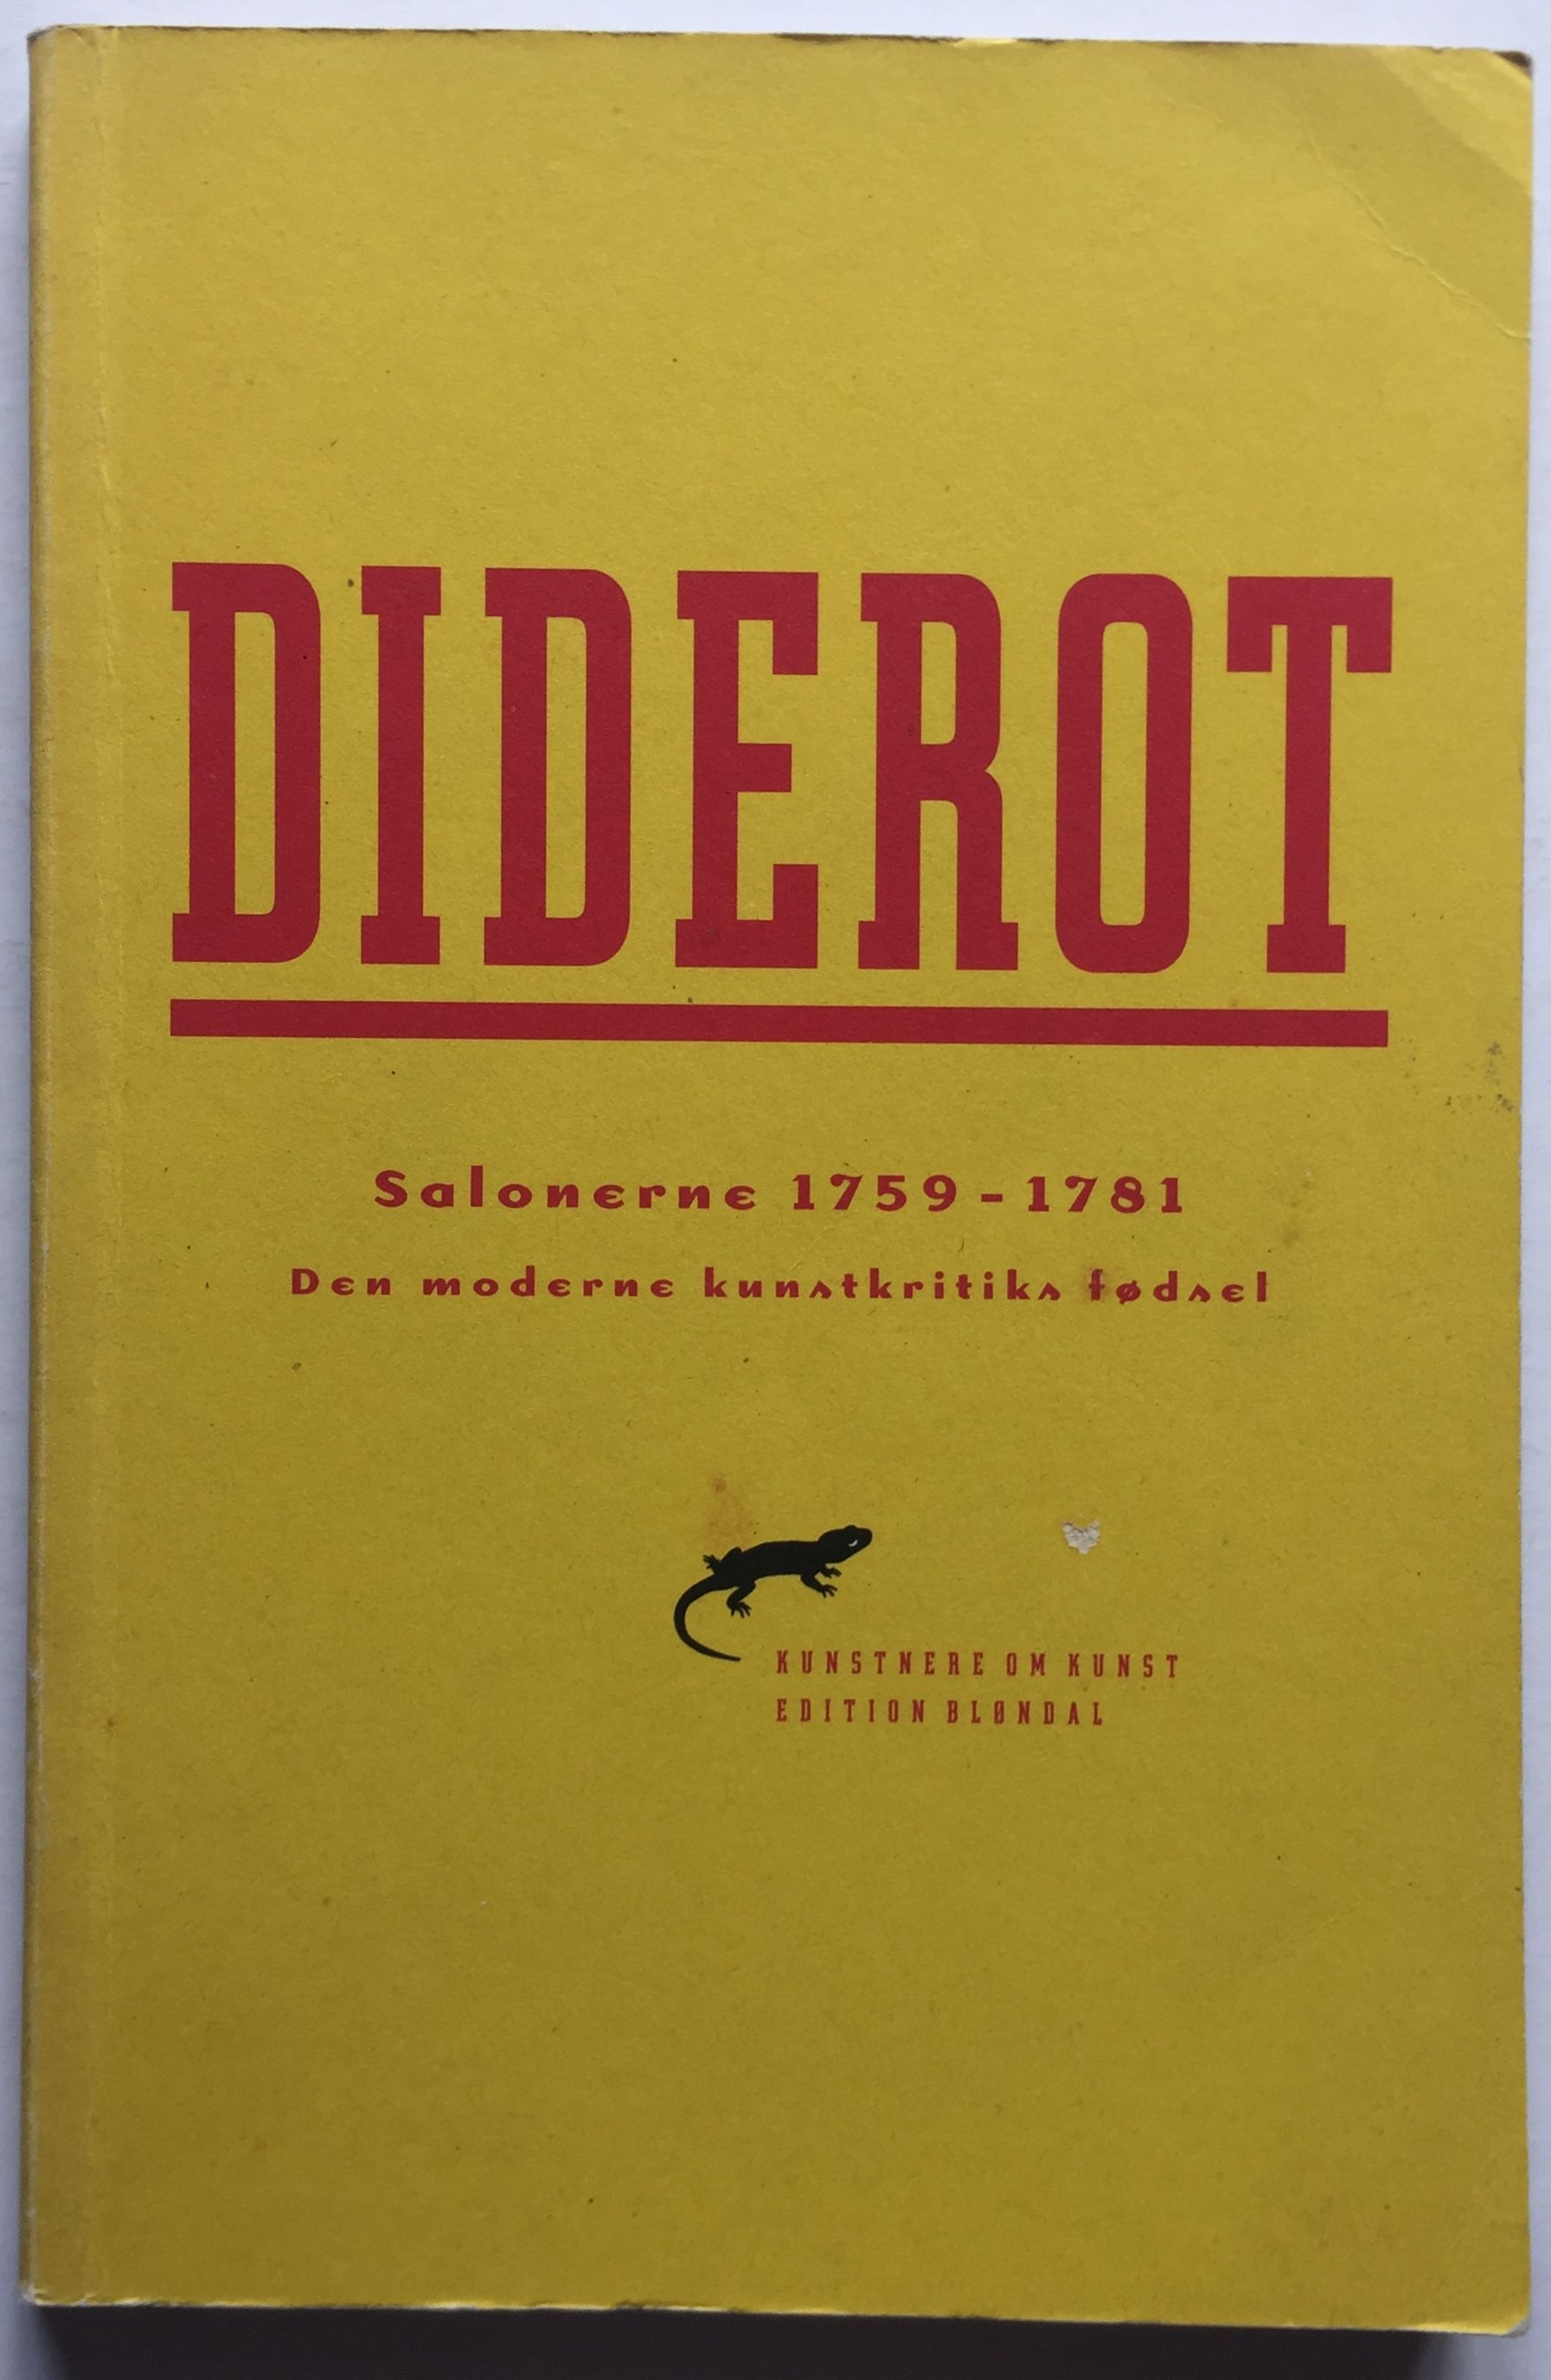 DIDEROT
Salonerne 1759-1781
Den moderne kunstkritiks fødsel
KUNSTNERE OM KUNST
EDITION BLØNDAL